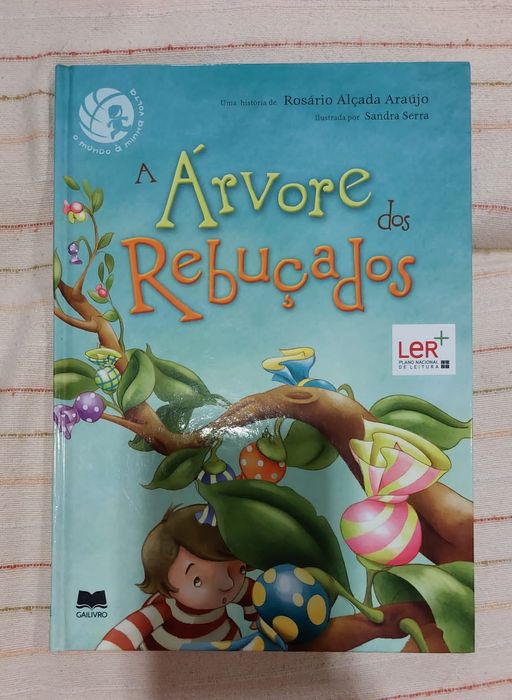 O MUNDO À MINHA VOLTA
Uma história de Rosário Alçada Araújo
Ilustrada por Sandra Serra
A Árvore dos
Rebuçados
LER+
PLANO NACIONAL
DE LEITURA
GAILIVRO